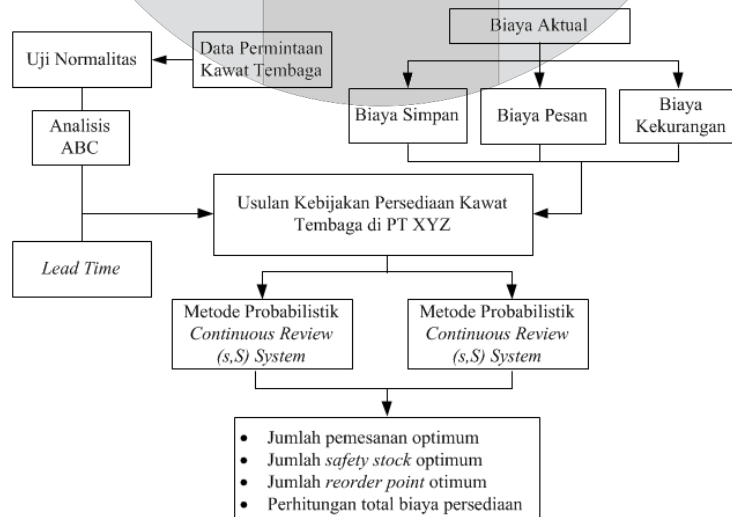 Biaya Aktual
Uji Normalitas
Data Permintaan
Kawat Tembaga
Analisis
ABC
Biaya Simpan
Biaya Pesan
Biaya
Kekurangan
Usulan Kebijakan Persediaan Kawat
Tembaga di PT XYZ
Lead Time
Metode Probabilistik
Continuous Review
(s,S) System
Metode Probabilistik
Continuous Review
(s,S) System
• Jumlah pemesanan optimum
• Jumlah safety stock optimum
• Jumlah reorder point otimum
• Perhitungan total biaya persediaan